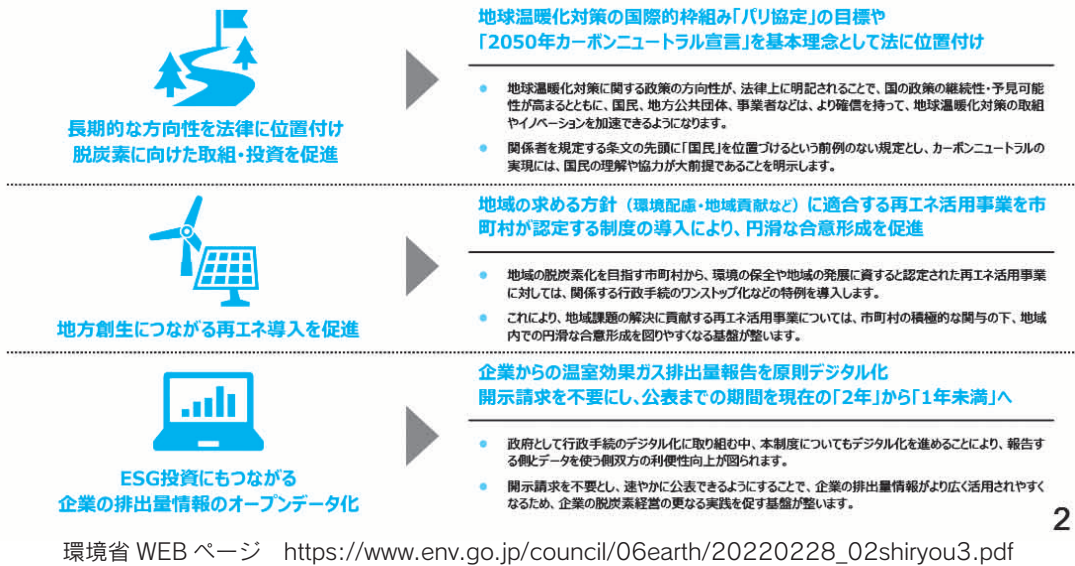 長期的な方向性を法律に位置付け
脱炭素に向けた取組・投資を促進
地球温暖化対策の国際的枠組み「パリ協定」の目標や
「2050年カーボンニュートラル宣言」を基本理念として法に位置付け
● 地球温暖化対策に関する政策の方向性が、法律上に明記されることで、国の政策の継続性・予見可能
性が高まるとともに、国民、地方公共団体、事業者などは、より確信を持って、地球温暖化対策の取組
やイノベーションを加速できるようになります。
● 関係者を規定する条文の先頭に「国民」を位置づけるという前例のない規定とし、カーボンニュートラルの
実現には、国民の理解や協力が大前提であることを明示します。
地方創生につながる再エネ導入を促進
地域の求める方針（環境配慮・地域貢献など）に適合する再エネ活用事業を市
町村が認定する制度の導入により、円滑な合意形成を促進
● 地域の脱炭素化を目指す市町村から、環境の保全や地域の発展に資すると認定された再エネ活用事業
に対しては、関係する行政手続のワンストップ化などの特例を導入します。
● これにより、地域課題の解決に貢献する再エネ活用事業については、市町村の積極的な関与の下、地域
内での円滑な合意形成を図りやすくなる基盤が整います。
ESG投資にもつながる
企業の排出量情報のオープンデータ化
企業からの温室効果ガス排出量報告を原則デジタル化
開示請求を不要にし、公表までの期間を現在の「2年」から「1年未満」へ
● 政府として行政手続のデジタル化に取り組む中、本制度についてもデジタル化を進めることにより、報告す
る側とデータを使う側双方の利便性向上が図られます。
● 開示請求を不要とし、速やかに公表できるようにすることで、企業の排出量情報がより広く活用されやすく
なるため、企業の脱炭素経営の更なる実践を促す基盤が整います。
2
環境省 WEB ページ https://www.env.go.jp/council/06earth/20220228_02shiryou3.pdf